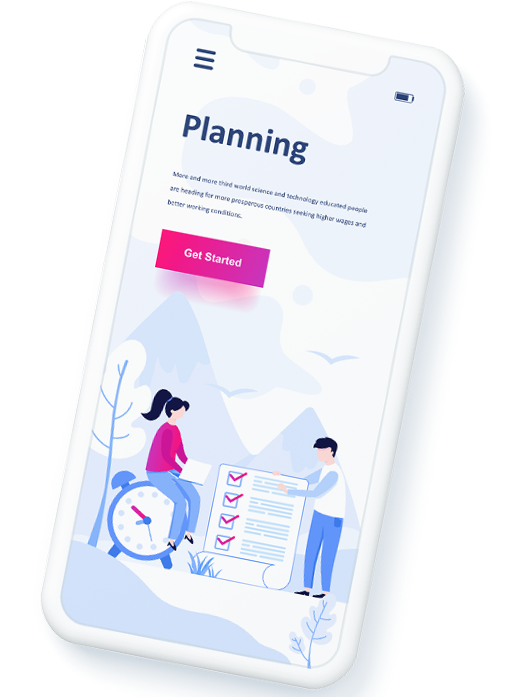 Planning
More and more third world science and technology educated people
are heading for more prosperous countries seeking higher wages and
better working conditions.
Get Started